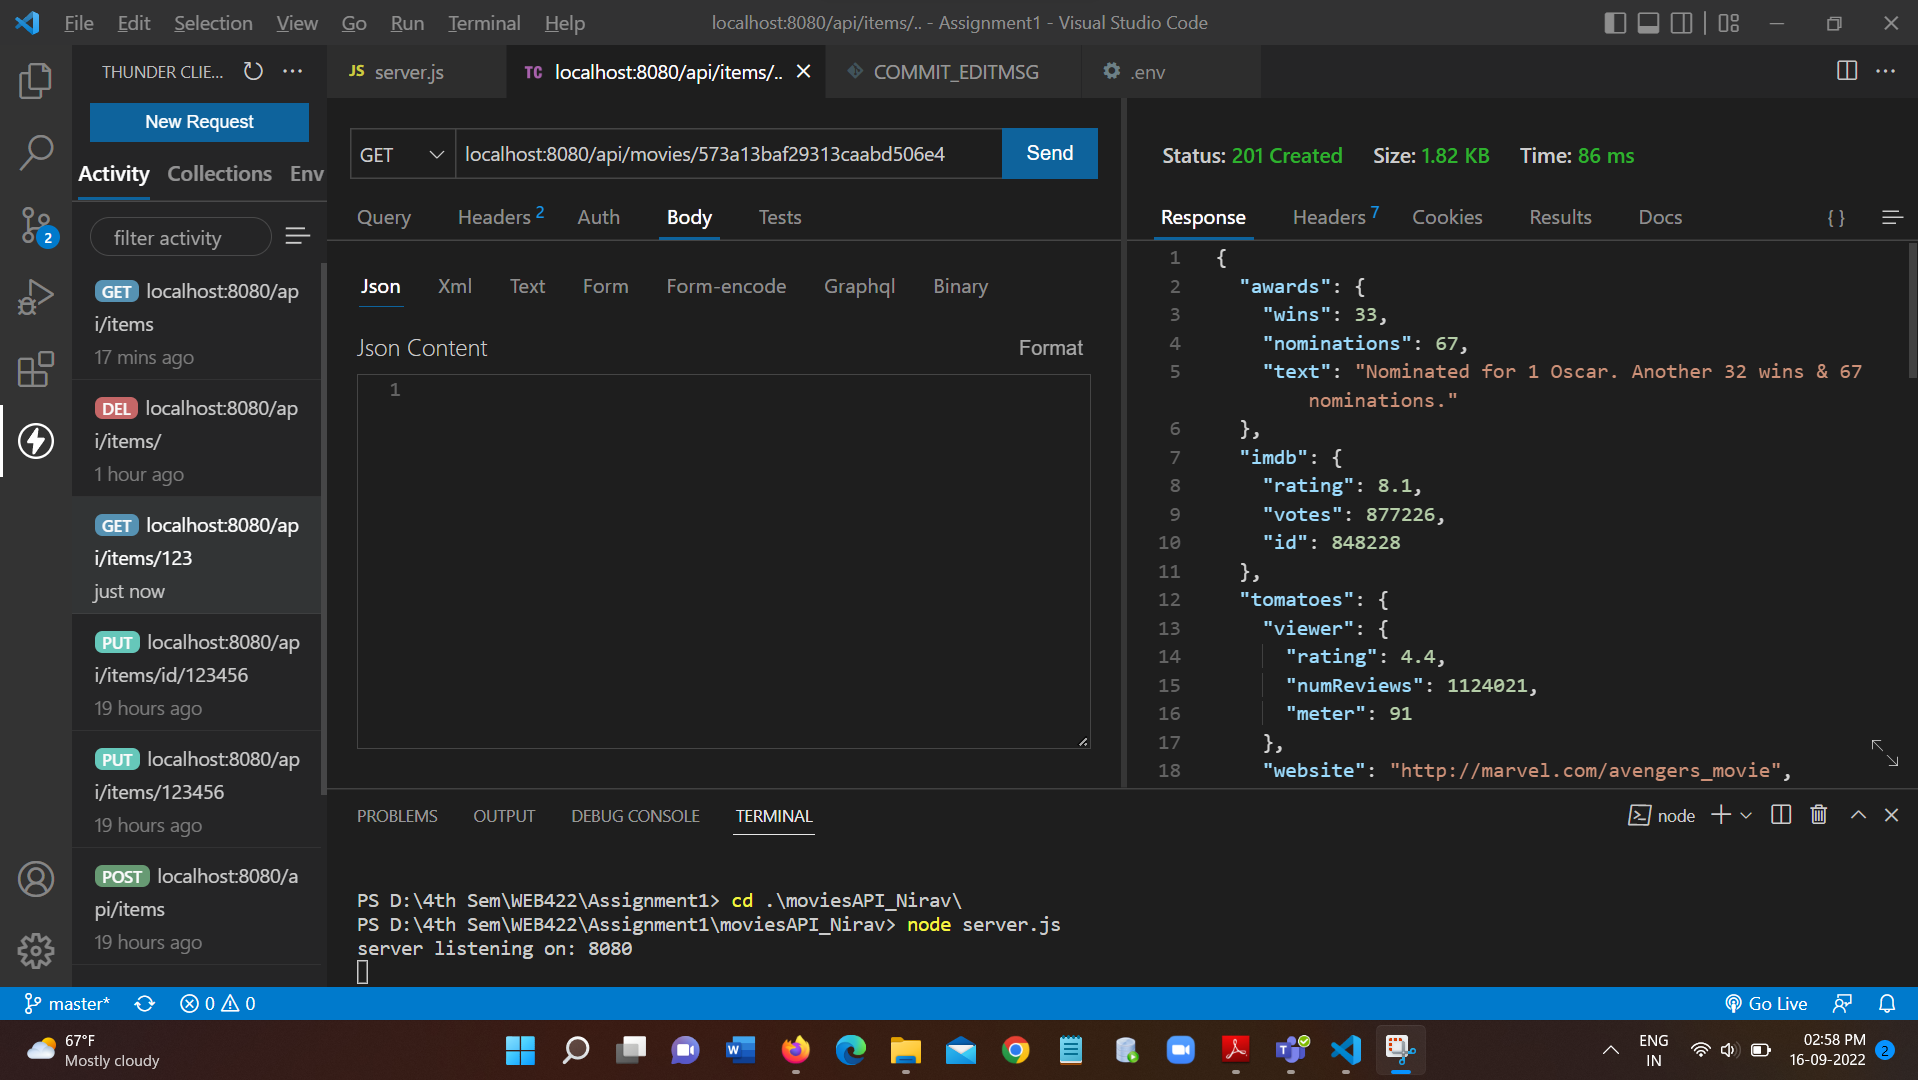 File Edit Selection View Go Run Terminal Help
localhost:8080/api/items/.. - Assignment1 - Visual Studio Code
THUNDER CLIE...
JS server.js
TC localhost:8080/api/items/..
COMMIT_EDITMSG
.env
New Request
Activity Collections Env
filter activity
GET localhost:8080/ap
i/items
17 mins ago
DEL localhost:8080/ap
i/items/
1 hour ago
GET localhost:8080/ap
i/items/123
just now
PUT localhost:8080/ap
i/items/id/123456
19 hours ago
PUT localhost:8080/ap
i/items/123456
19 hours ago
POST localhost:8080/a
pi/items
19 hours ago
2
GET localhost:8080/api/movies/573a13baf29313caabd506e4 Send
Query Headers 2 Auth Body Tests
Json Xml Text Form Form-encode Graphql Binary
Json Content Format
1
Status: 201 Created Size: 1.82 KB Time: 86 ms
Response Headers 7 Cookies Results Docs { }
1 {
2 "awards": {
3 "wins": 33,
4 "nominations": 67,
5 "text": "Nominated for 1 Oscar. Another 32 wins & 67
nominations."
6 },
7 "imdb": {
8 "rating": 8.1,
9 "votes": 877226,
10 "id": 848228
11 },
12 "tomatoes": {
13 "viewer": {
14 "rating": 4.4,
15 "numReviews": 1124021,
16 "meter": 91
17 },
18 "website": "http://marvel.com/avengers_movie",
PROBLEMS OUTPUT DEBUG CONSOLE TERMINAL
node
PS D:\4th Sem\WEB422\Assignment1> cd .\moviesAPI_Nirav\
PS D:\4th Sem\WEB422\Assignment1\moviesAPI_Nirav> node server.js
server listening on: 8080
master* 0 0
Go Live
67°F
Mostly cloudy
ENG
IN
02:58 PM
16-09-2022
2